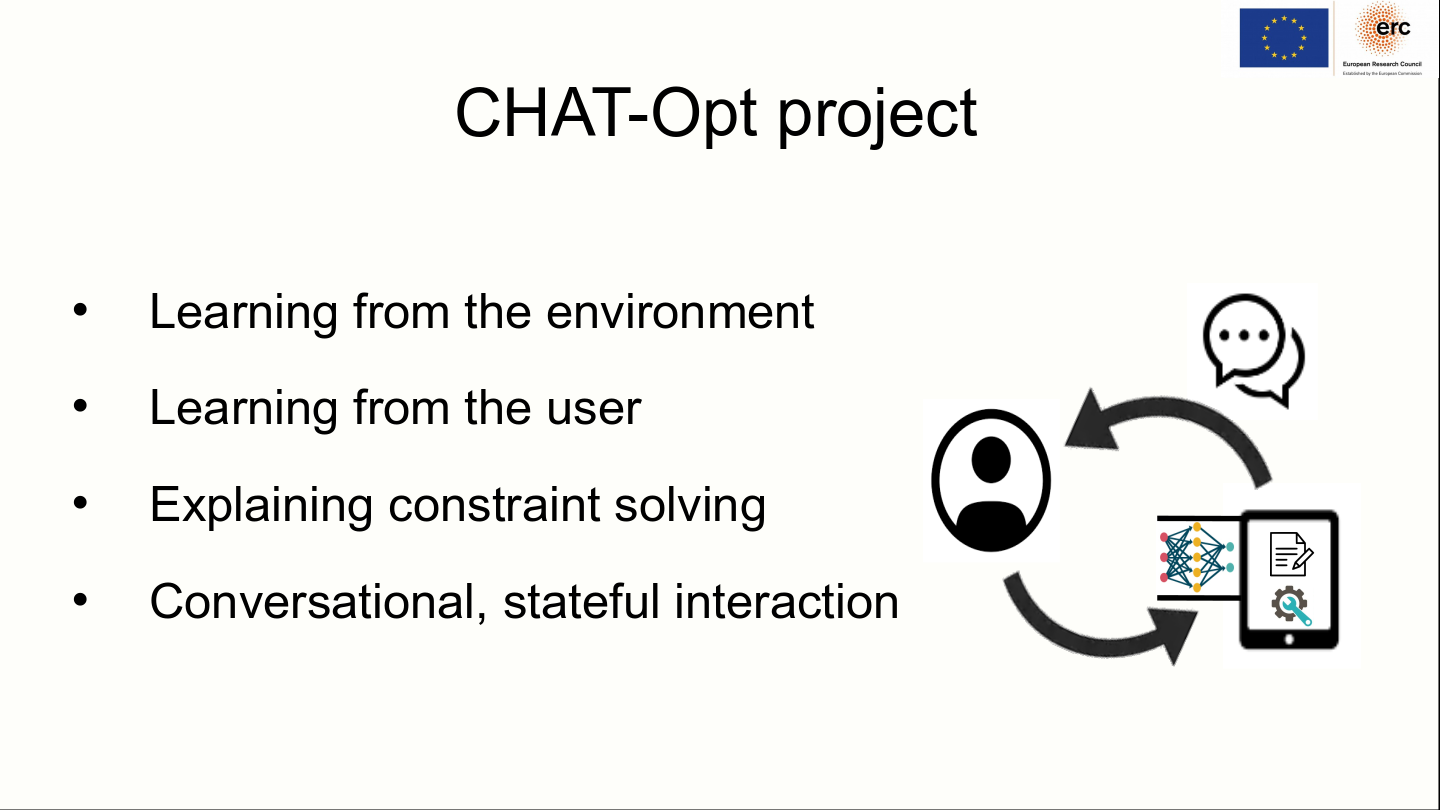 erc
European Research Council
Established by the European Commission
CHAT-Opt project
• Learning from the environment
• Learning from the user
• Explaining constraint solving
• Conversational, stateful interaction